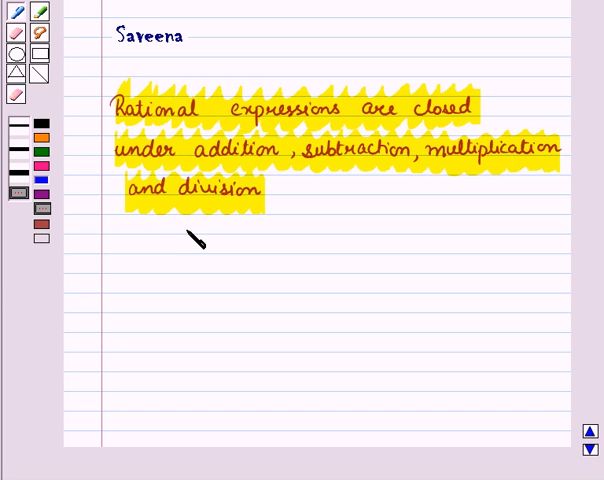 Saveena
Rational expressions are closed
under addition, subtraction, multiplication
and division